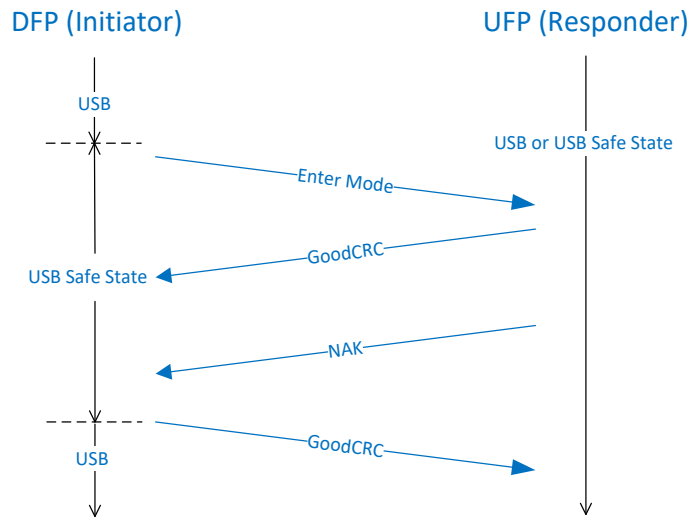 DFP (Initiator)
UFP (Responder)
USB
USB or USB Safe State
Enter Mode
GoodCRC
USB Safe State
NAK
GoodCRC
USB